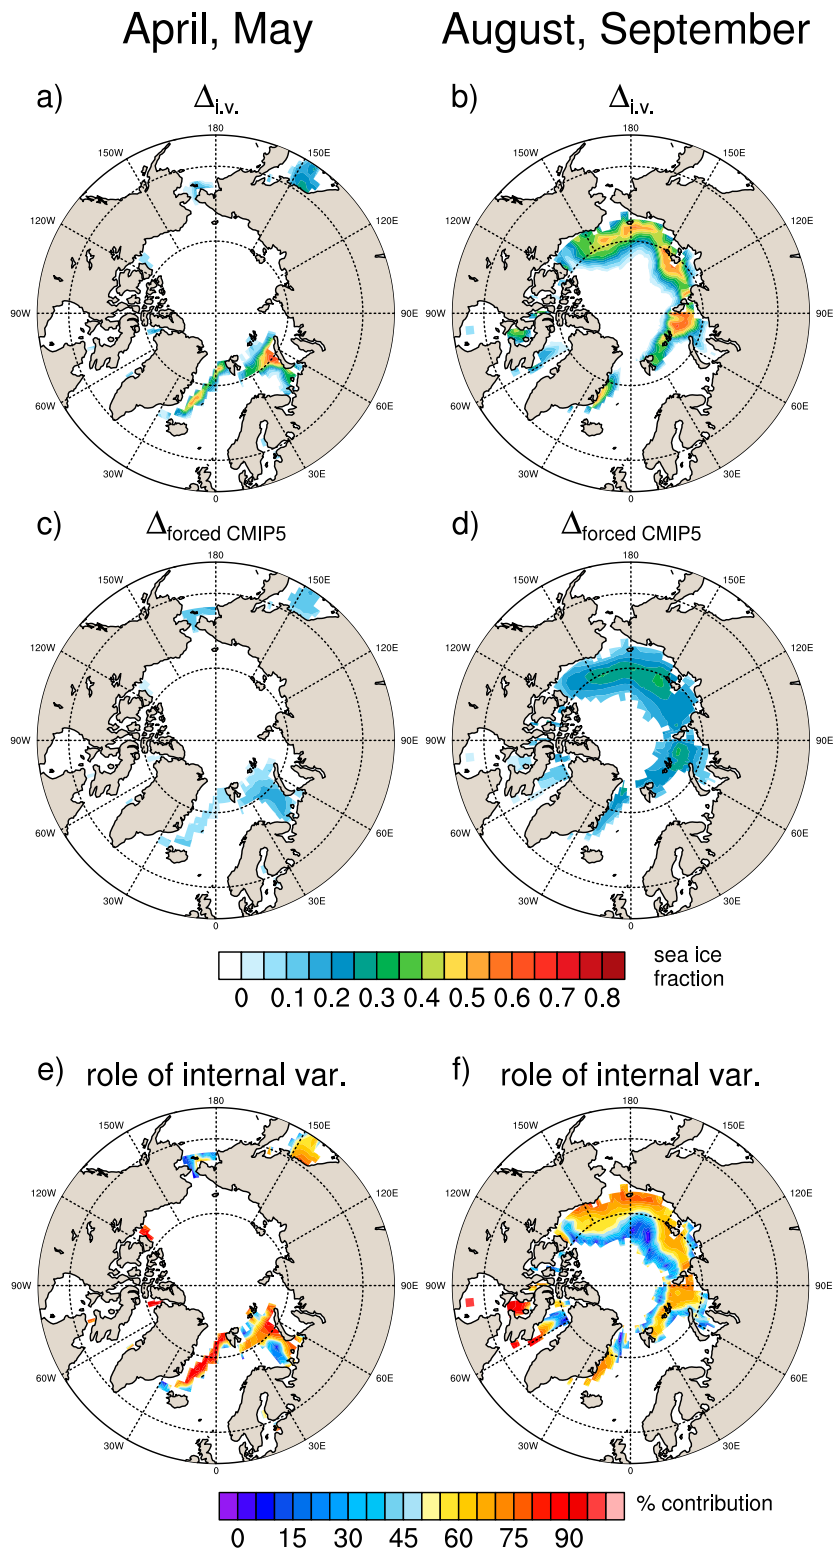 April, May
August, September
a)
Δi.v.
b)
Δi.v.
180
150W
150E
120W
120E
90W
90E
60W
60E
30W
30E
0
180
150W
150E
120W
120E
90W
90E
60W
60E
30W
30E
0
c)
Δforced CMIP5
d)
Δforced CMIP5
180
150W
150E
120W
120E
90W
90E
60W
60E
30W
30E
0
180
150W
150E
120W
120E
90W
90E
60W
60E
30W
30E
0
sea ice
fraction
0 0.1 0.2 0.3 0.4 0.5 0.6 0.7 0.8
e) role of internal var.
f) role of internal var.
180
150W
150E
120W
120E
90W
90E
60W
60E
30W
30E
0
180
150W
150E
120W
120E
90W
90E
60W
60E
30W
30E
0
% contribution
0 15 30 45 60 75 90